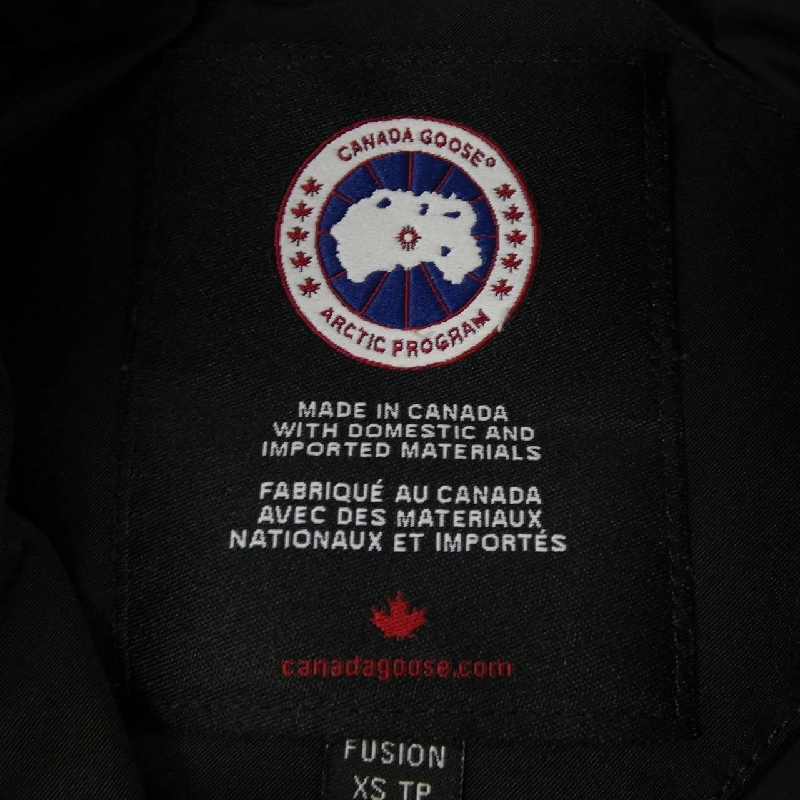 CANADA GOOSE®
ARCTIC PROGRAM
MADE IN CANADA
WITH DOMESTIC AND
IMPORTED MATERIALS
FABRIQUÉ AU CANADA
AVEC DES MATERIAUX
NATIONAUX ET IMPORTÉS
canadagoose.com
FUSION
XS TP